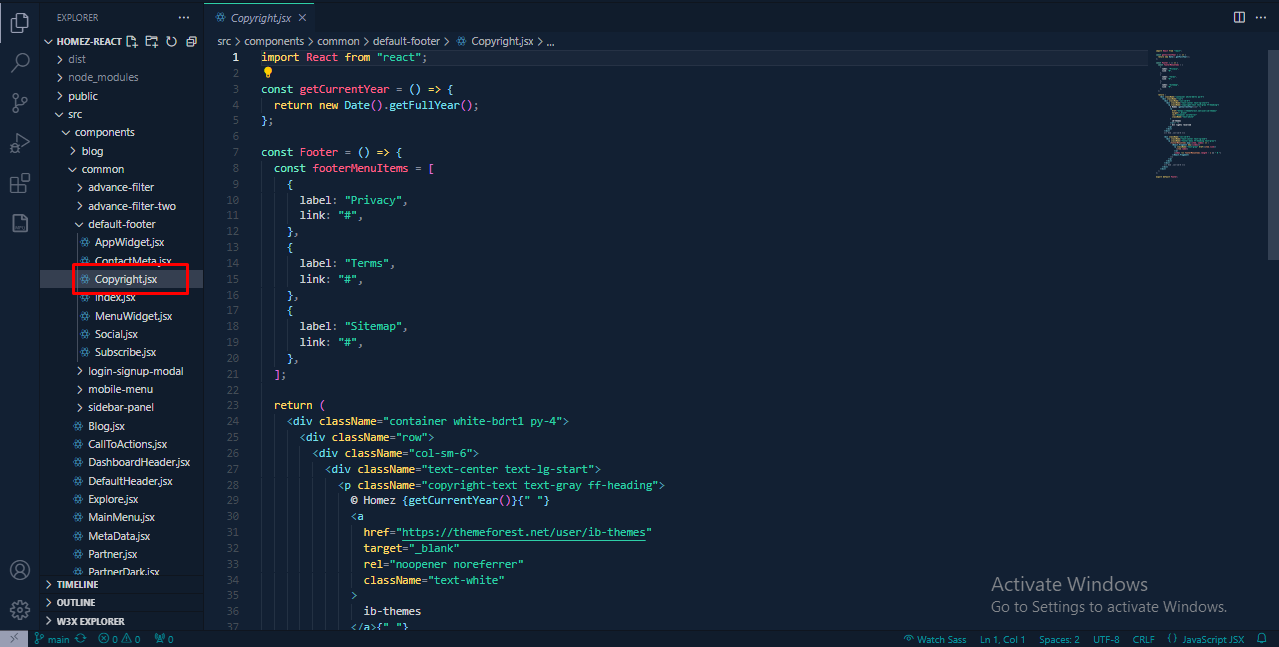 EXPLORER
HOMEZ-REACT
dist
node_modules
public
src
components
blog
common
advance-filter
advance-filter-two
default-footer
AppWidget.jsx
ContactMeta.jsx
Copyright.jsx
Index.jsx
MenuWidget.jsx
Social.jsx
Subscribe.jsx
login-signup-modal
mobile-menu
sidebar-panel
Blog.jsx
CallToActions.jsx
DashboardHeader.jsx
DefaultHeader.jsx
Explore.jsx
MainMenu.jsx
MetaData.jsx
Partner.jsx
PartnerDark.jsx
TIMELINE
OUTLINE
W3X EXPLORER
Copyright.jsx
src > components > common > default-footer > Copyright.jsx > ...
1 import React from "react";
2
3 const getCurrentYear = () => {
4 return new Date().getFullYear();
5 };
6
7 const Footer = () => {
8 const footerMenuItems = [
9 {
10 label: "Privacy",
11 link: "#",
12 },
13 {
14 label: "Terms",
15 link: "#",
16 },
17 {
18 label: "Sitemap",
19 link: "#",
20 },
21 ];
22
23 return (
24 <div className="container white-bdrt1 py-4">
25 <div className="row">
26 <div className="col-sm-6">
27 <div className="text-center text-lg-start">
28 <p className="copyright-text text-gray ff-heading">
29 © Homez {getCurrentYear()}{" "}
30 <a
31 href="https://themeforest.net/user/ib-themes"
32 target="_blank"
33 rel="noopener noreferrer"
34 className="text-white"
35 >
36 ib-themes
37 </a>{" "}
Activate Windows
Go to Settings to activate Windows.
main 0 0 0 Watch Sass Ln 1, Col 1 Spaces: 2 UTF-8 CRLF {} JavaScript JSX